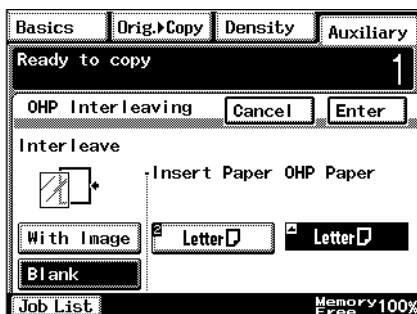 Basics Orig.▸Copy Density Auxiliary
Ready to copy 1
OHP Interleaving Cancel Enter
Interleave
Insert Paper OHP Paper
With Image 2 Letter Letter
Blank
Job List Memory Free 100%